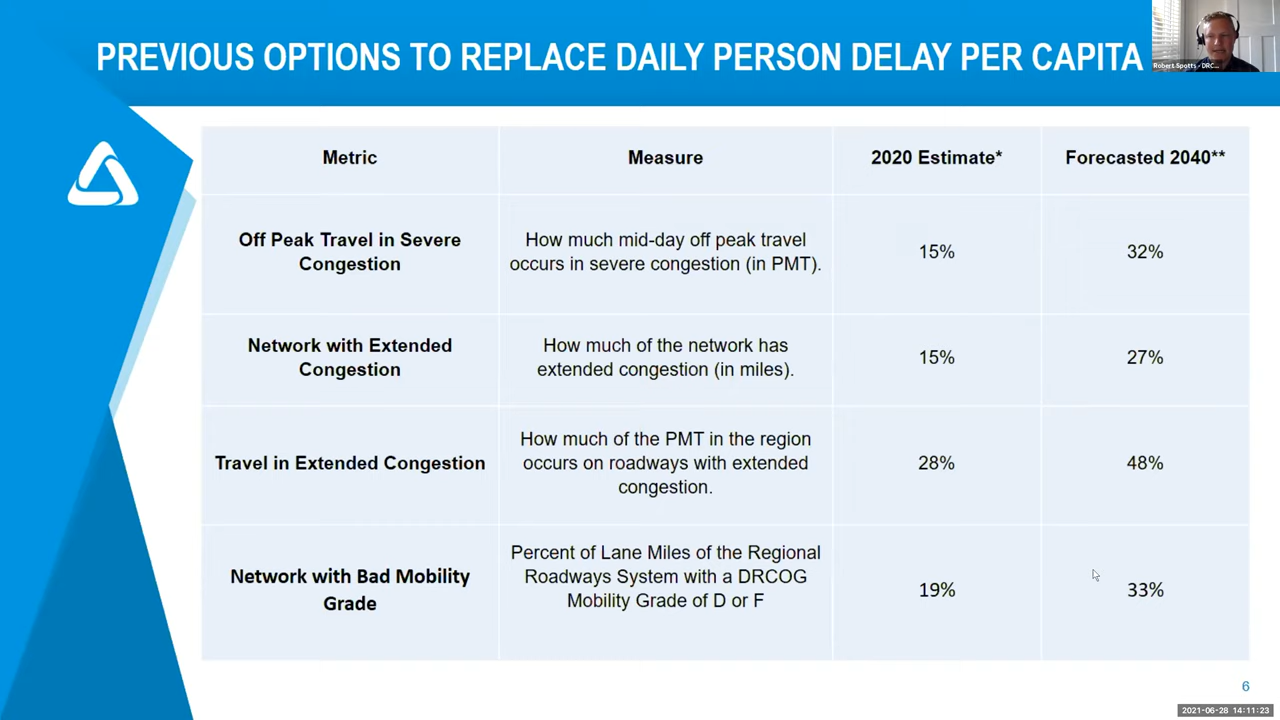 PREVIOUS OPTIONS TO REPLACE DAILY PERSON DELAY PER CAPITA
Robert Spotts - DRC...
Metric
Measure
2020 Estimate*
Forecasted 2040**
Off Peak Travel in Severe
Congestion
How much mid-day off peak travel
occurs in severe congestion (in PMT).
15%
32%
Network with Extended
Congestion
How much of the network has
extended congestion (in miles).
15%
27%
Travel in Extended Congestion
How much of the PMT in the region
occurs on roadways with extended
congestion.
28%
48%
Network with Bad Mobility
Grade
Percent of Lane Miles of the Regional
Roadways System with a DRCOG
Mobility Grade of D or F
19%
33%
6
2021-06-28 14:11:23